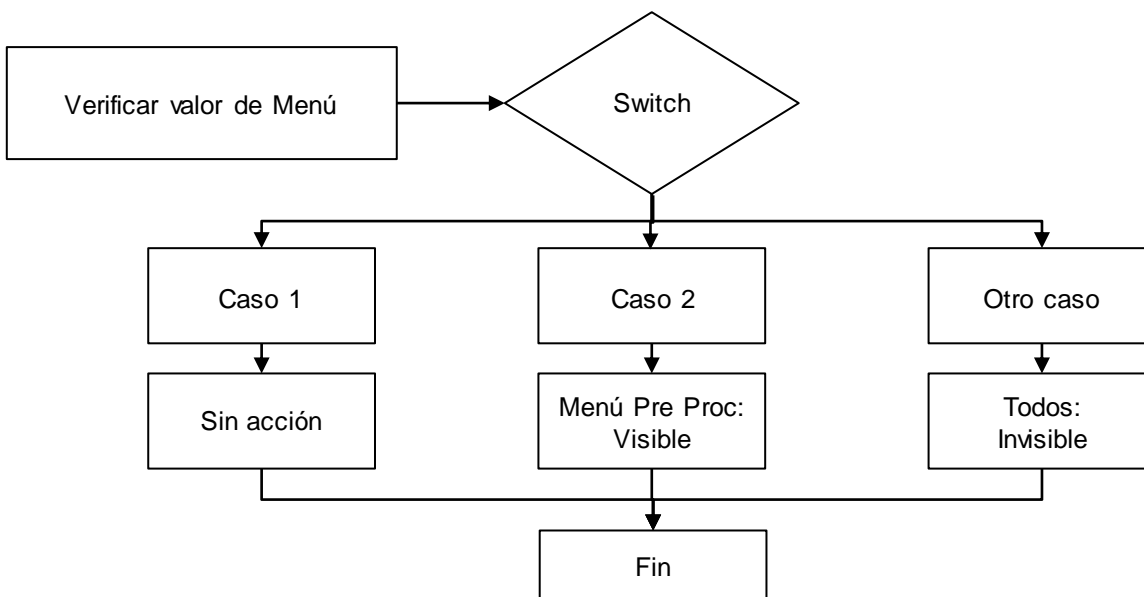 Verificar valor de Menú
Switch
Caso 1
Caso 2
Otro caso
Sin acción
Menú Pre Proc:
Visible
Todos:
Invisible
Fin